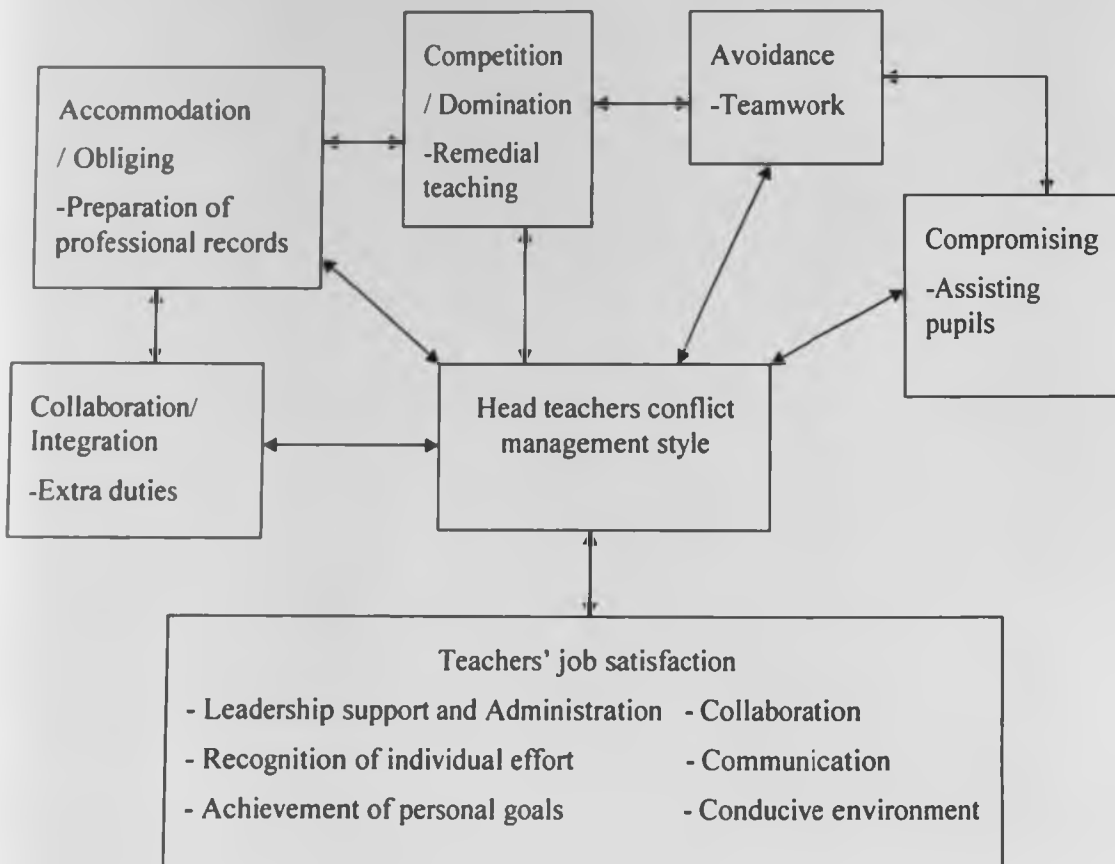 Accommodation
/ Obliging
-Preparation of
professional records
Competition
/ Domination
-Remedial
teaching
Avoidance
-Teamwork
Compromising
-Assisting
pupils
Collaboration/
Integration
-Extra duties
Head teachers conflict
management style
Teachers’ job satisfaction
- Leadership support and Administration - Collaboration
- Recognition of individual effort - Communication
- Achievement of personal goals - Conducive environment